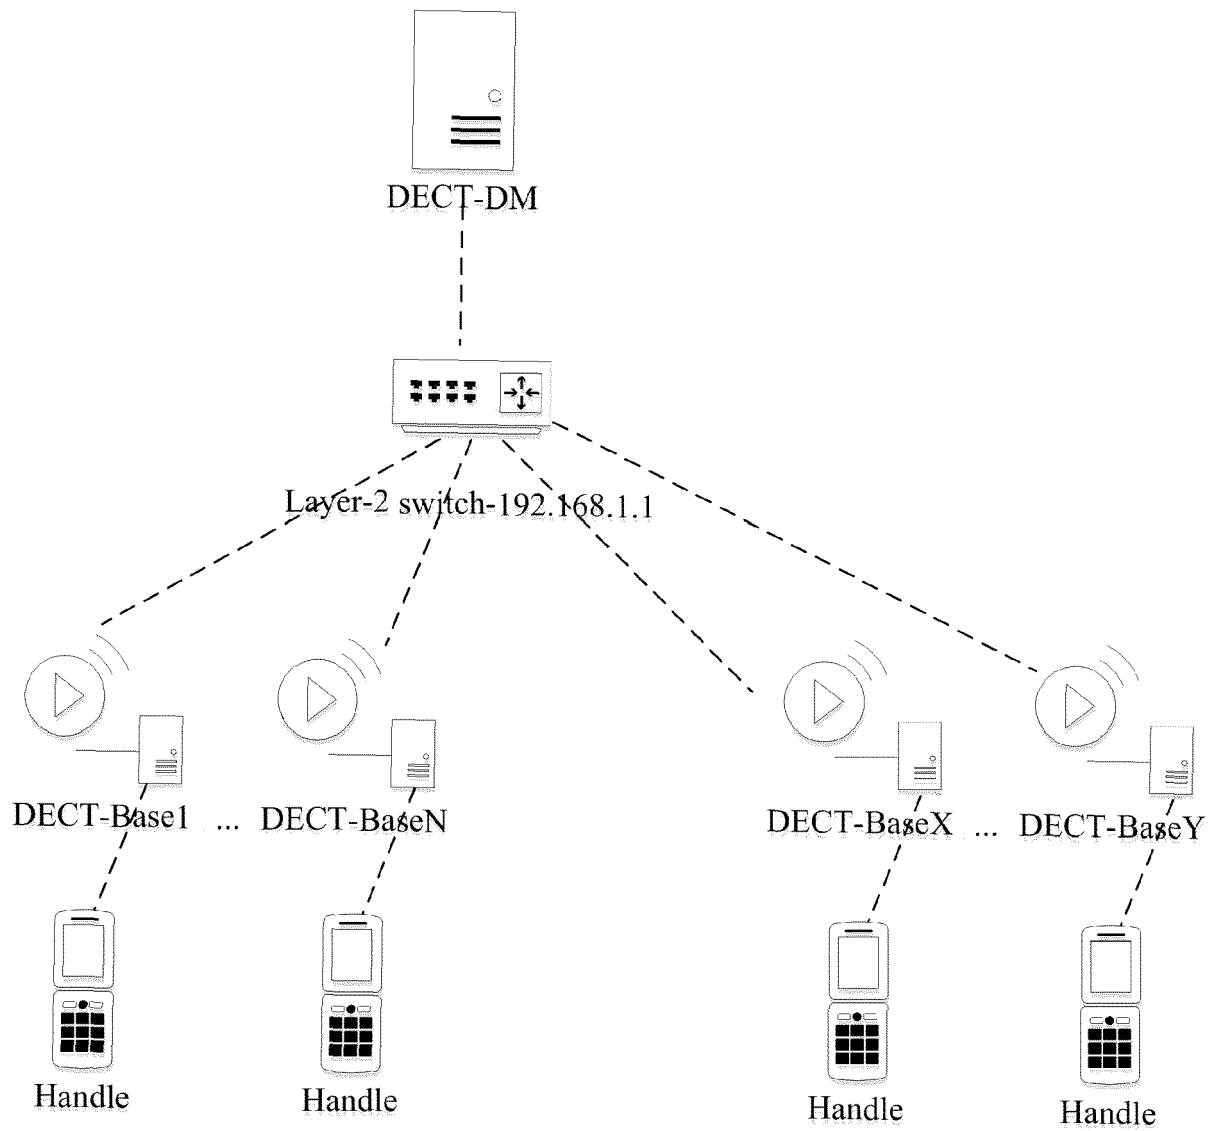 DECT-DM
Layer-2 switch-192.168.1.1
DECT-Base1 ... DECT-BaseN DECT-BaseX ... DECT-BaseY
Handle Handle Handle Handle